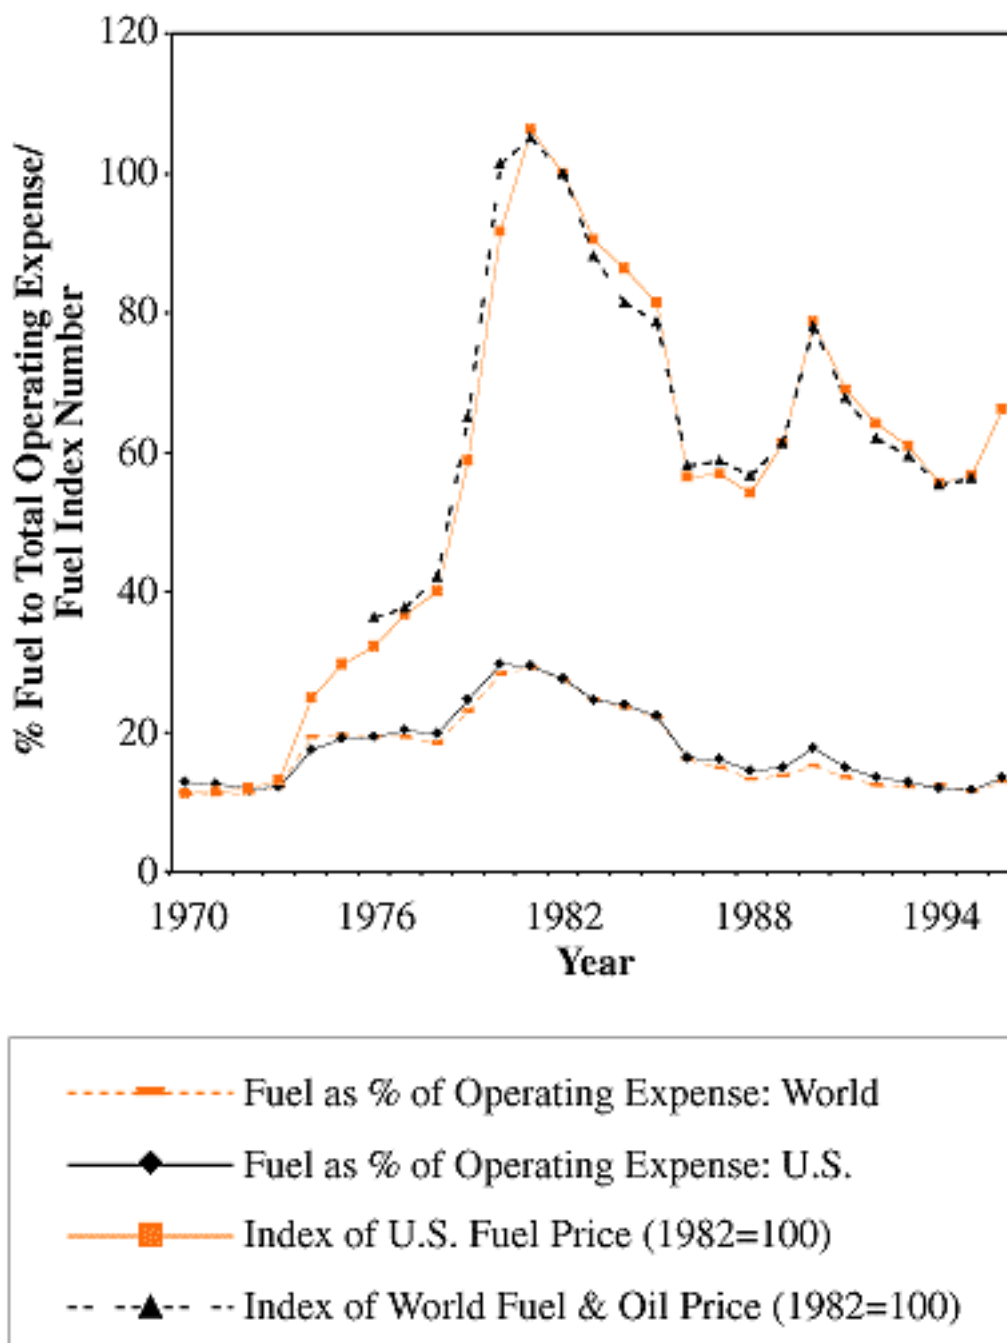 120
100
80
60
40
20
0
% Fuel to Total Operating Expense/
Fuel Index Number
1970 1976 1982 1988 1994
Year
Fuel as % of Operating Expense: World
Fuel as % of Operating Expense: U.S.
Index of U.S. Fuel Price (1982=100)
Index of World Fuel & Oil Price (1982=100)